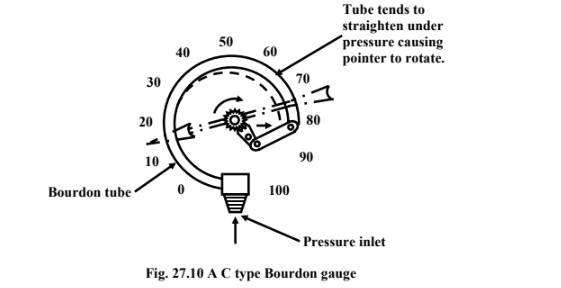 Tube tends to
straighten under
pressure causing
pointer to rotate.
50
40
60
30
70
20
80
10
90
0
100
Bourdon tube
Pressure inlet
Fig. 27.10 A C type Bourdon gauge